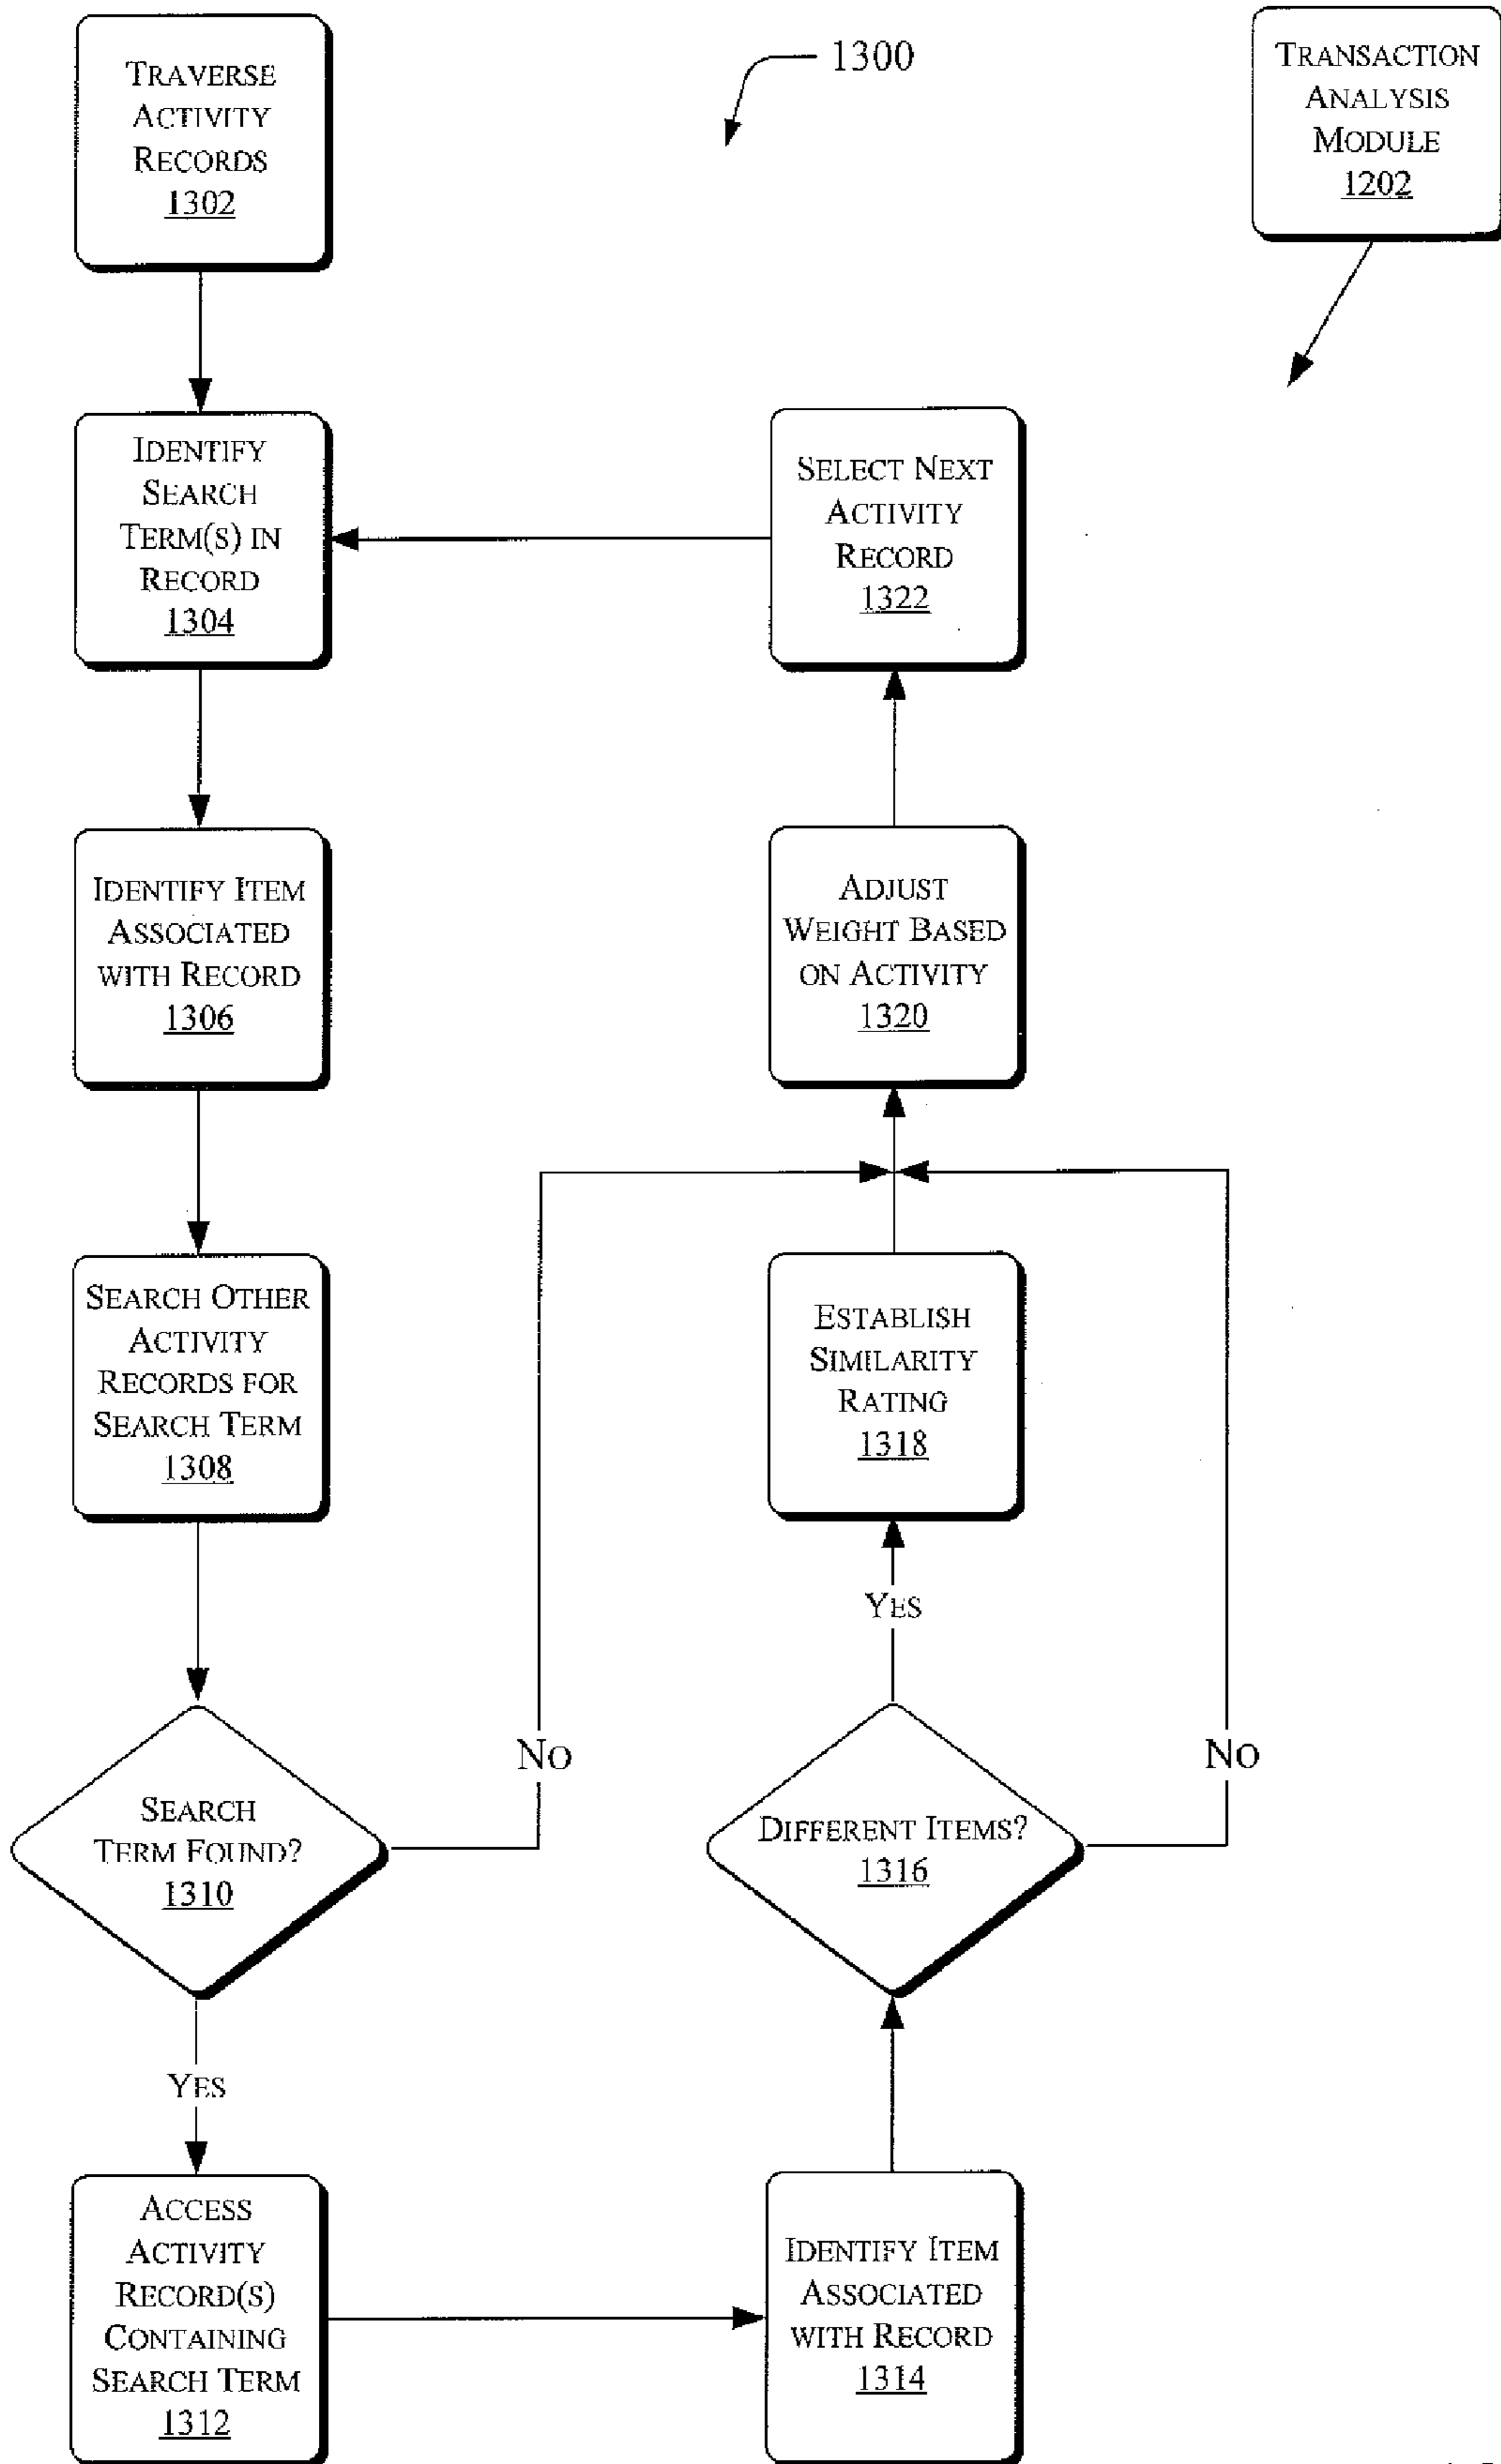 TRAVERSE
ACTIVITY
RECORDS
1302
1300
TRANSACTION
ANALYSIS
MODULE
1202
IDENTIFY
SEARCH
TERM(S) IN
RECORD
1304
SELECT NEXT
ACTIVITY
RECORD
1322
IDENTIFY ITEM
ASSOCIATED
WITH RECORD
1306
ADJUST
WEIGHT BASED
ON ACTIVITY
1320
SEARCH OTHER
ACTIVITY
RECORDS FOR
SEARCH TERM
1308
ESTABLISH
SIMILARITY
RATING
1318
YES
NO
NO
SEARCH
TERM FOUND?
1310
DIFFERENT ITEMS?
1316
YES
ACCESS
ACTIVITY
RECORD(S)
CONTAINING
SEARCH TERM
1312
IDENTIFY ITEM
ASSOCIATED
WITH RECORD
1314